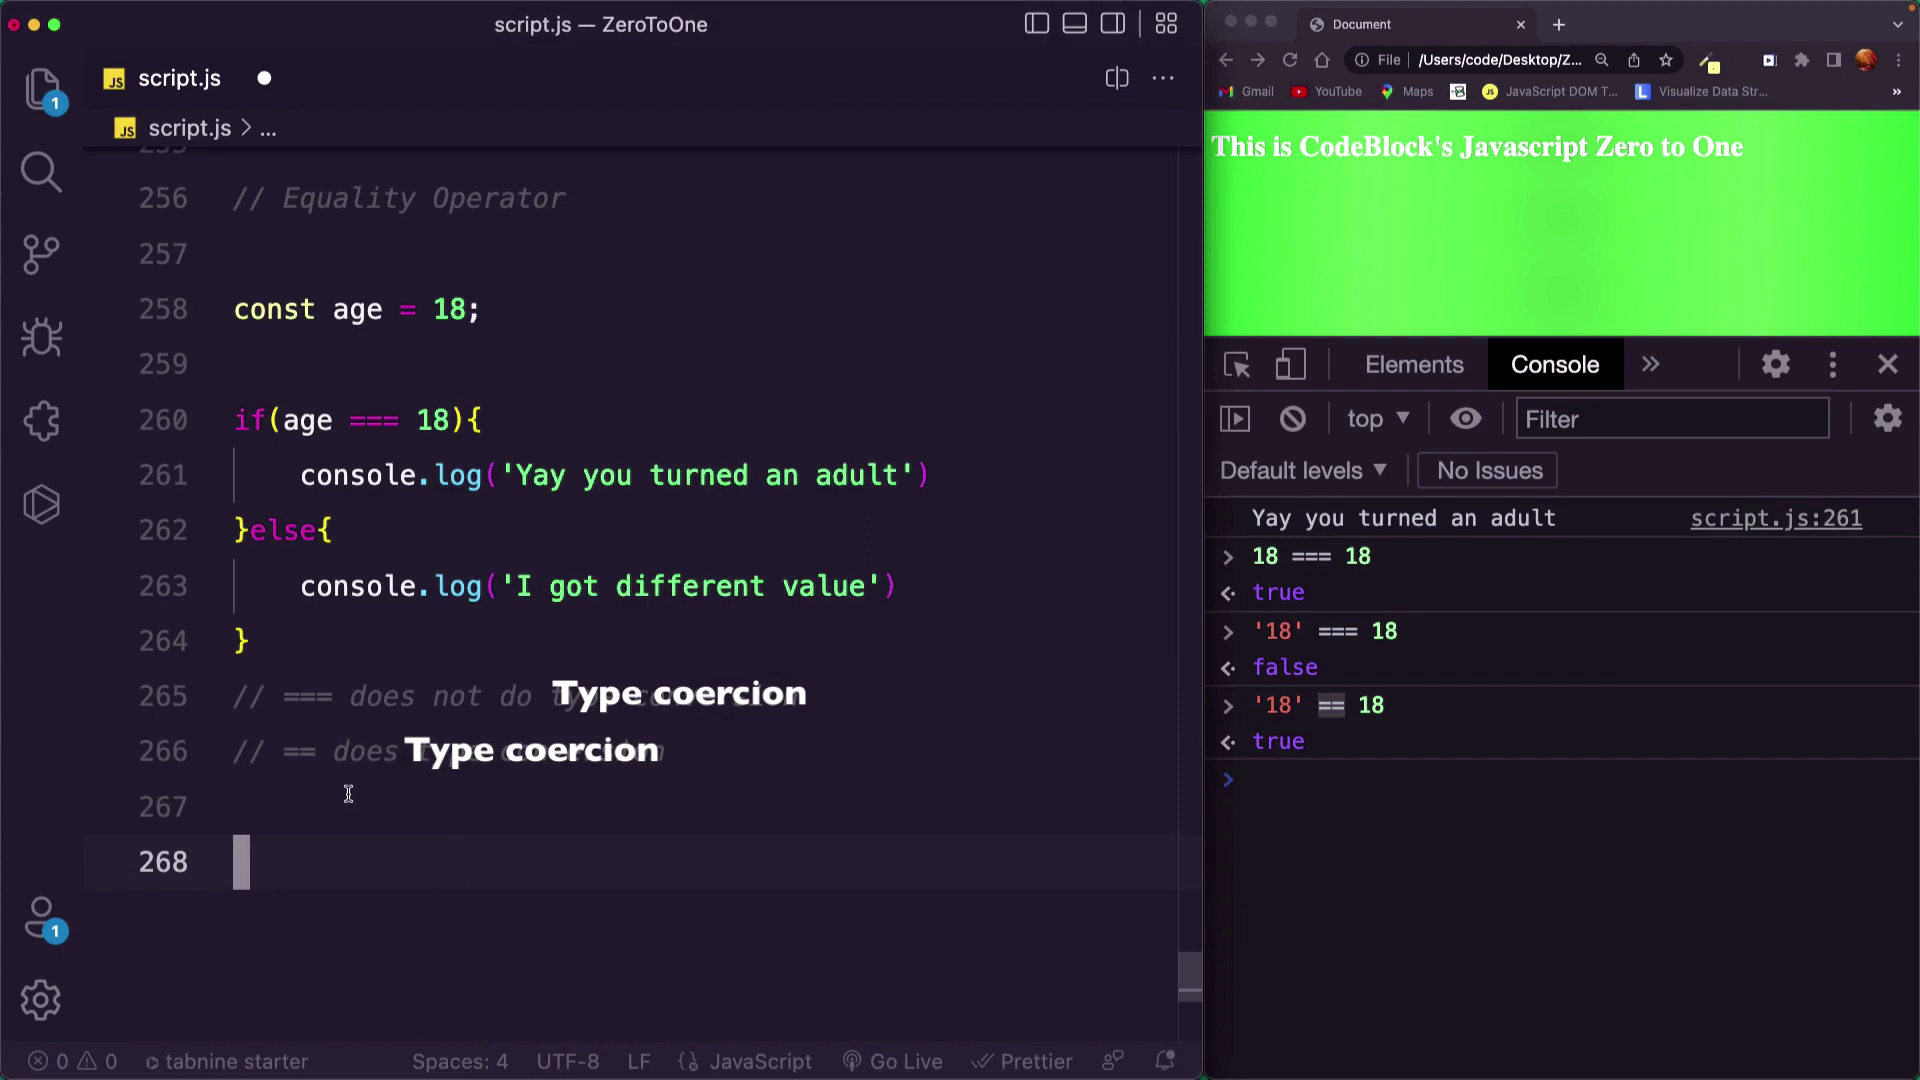 script.js — ZeroToOne
script.js
script.js > ...
1
256 // Equality Operator
257
258 const age = 18;
259
260 if(age === 18){
261 console.log('Yay you turned an adult')
262 }else{
263 console.log('I got different value')
264 }
265 // === does not do Type coercion
266 // == does Type coercion
267
268
1
0 0 tabnine starter Spaces: 4 UTF-8 LF JavaScript Go Live Prettier
Document
File /Users/code/Desktop/Z...
Gmail YouTube Maps JavaScript DOM T... Visualize Data Str... »
This is CodeBlock's Javascript Zero to One
Elements Console »
top Filter
Default levels No Issues
Yay you turned an adult script.js:261
> 18 === 18
true
> '18' === 18
false
> '18' == 18
true
>